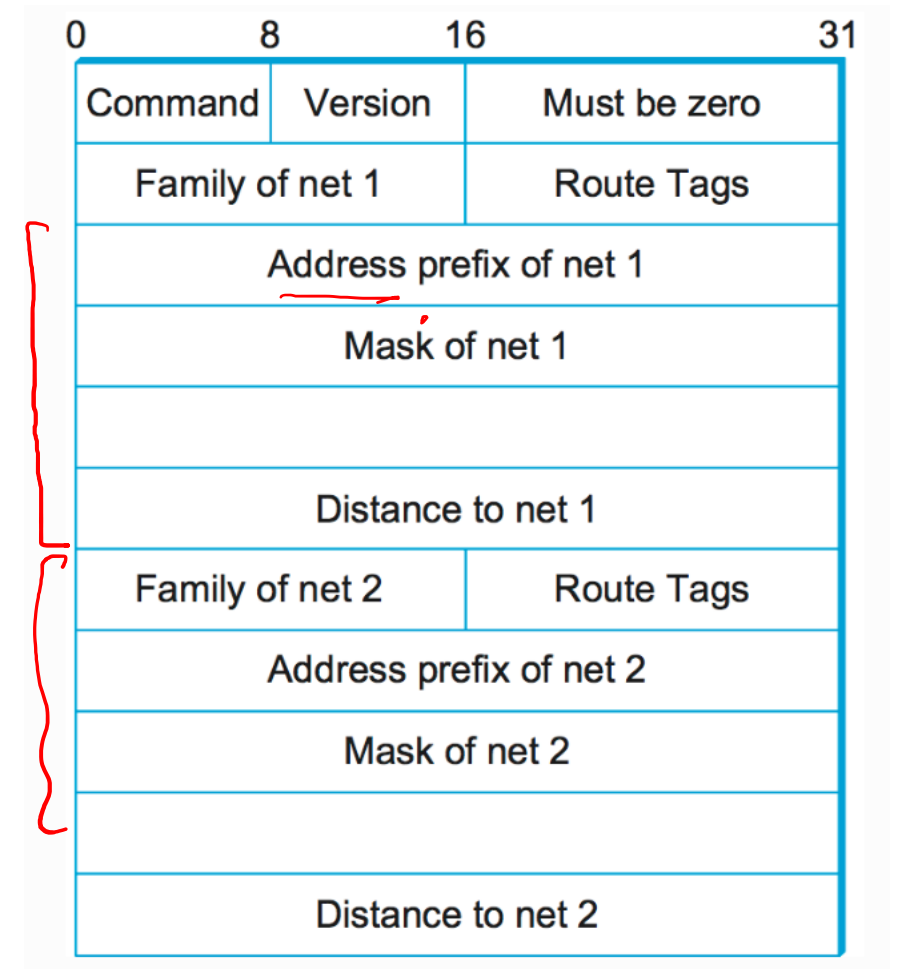 0 8 16 31
Command Version Must be zero
Family of net 1 Route Tags
Address prefix of net 1
Mask of net 1
Distance to net 1
Family of net 2 Route Tags
Address prefix of net 2
Mask of net 2
Distance to net 2